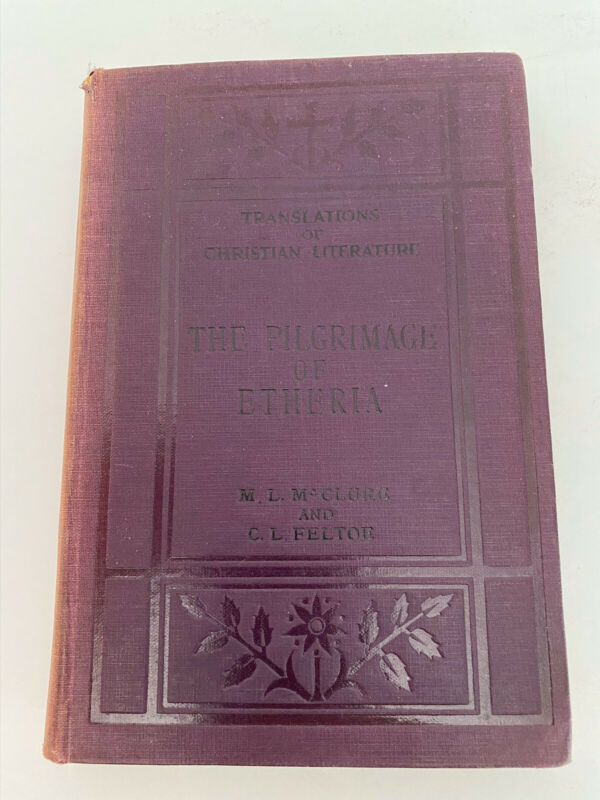 TRANSLATIONS
OF
CHRISTIAN LITERATURE
THE PILGRIMAGE
OF
ETHERIA
M. L. McCLURE
AND
C. L. FELTOE